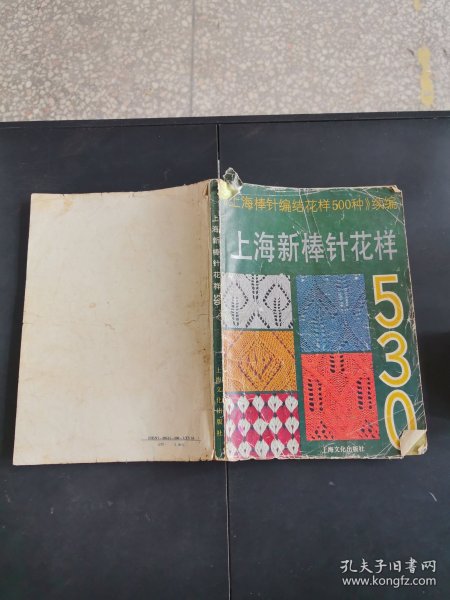 《上海棒针编结花样500种》续编
上海新棒针花样
530
上海文化出版社
上海新棒针花样530
上海文化出版社
孔夫子旧书网
www.kongfz.com